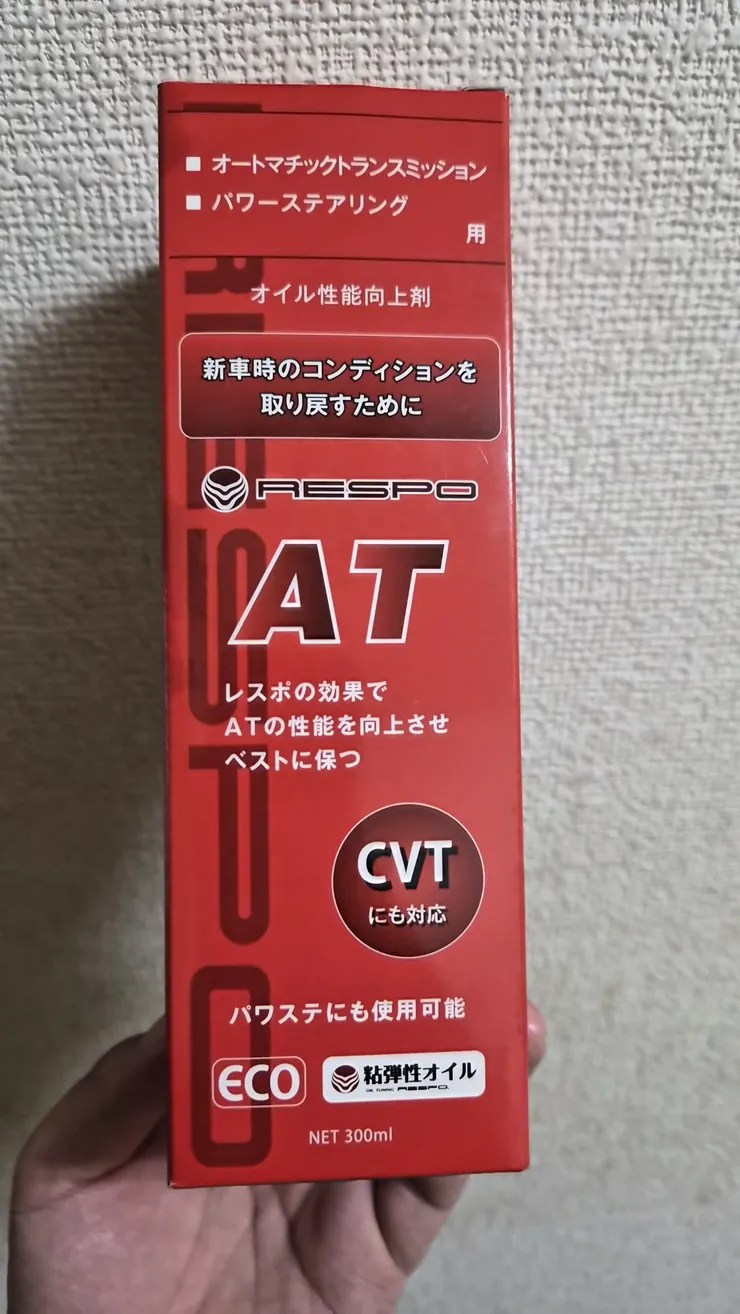 ■ オートマチックトランスミッション
■ パワーステアリング
用
オイル性能向上剤
新車時のコンディションを
取り戻すために
RESPO
AT
レスポの効果で
ATの性能を向上させ
ベストに保つ
CVT
にも対応
パワステにも使用可能
ECO
粘弾性オイル
OIL TUNING RESPO.
NET 300ml
RESPO